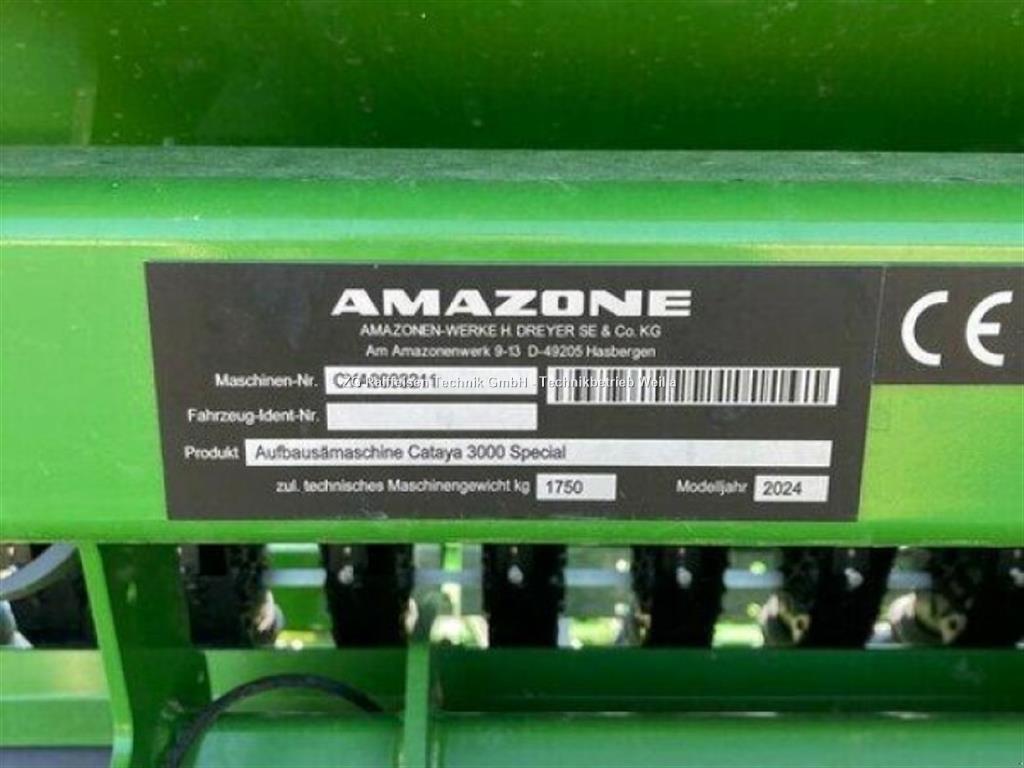 AMAZONE
AMAZONEN-WERKE H. DREYER SE & Co. KG
Am Amazonenwerk 9-13 D-49205 Hasbergen
CE
Maschinen-Nr.
ZG Raiffeisen Technik GmbH - Technikbetrieb Weil a
Fahrzeug-Ident-Nr.
Produkt Aufbausämaschine Cataya 3000 Special
zul. technisches Maschinengewicht kg 1750 Modelljahr 2024